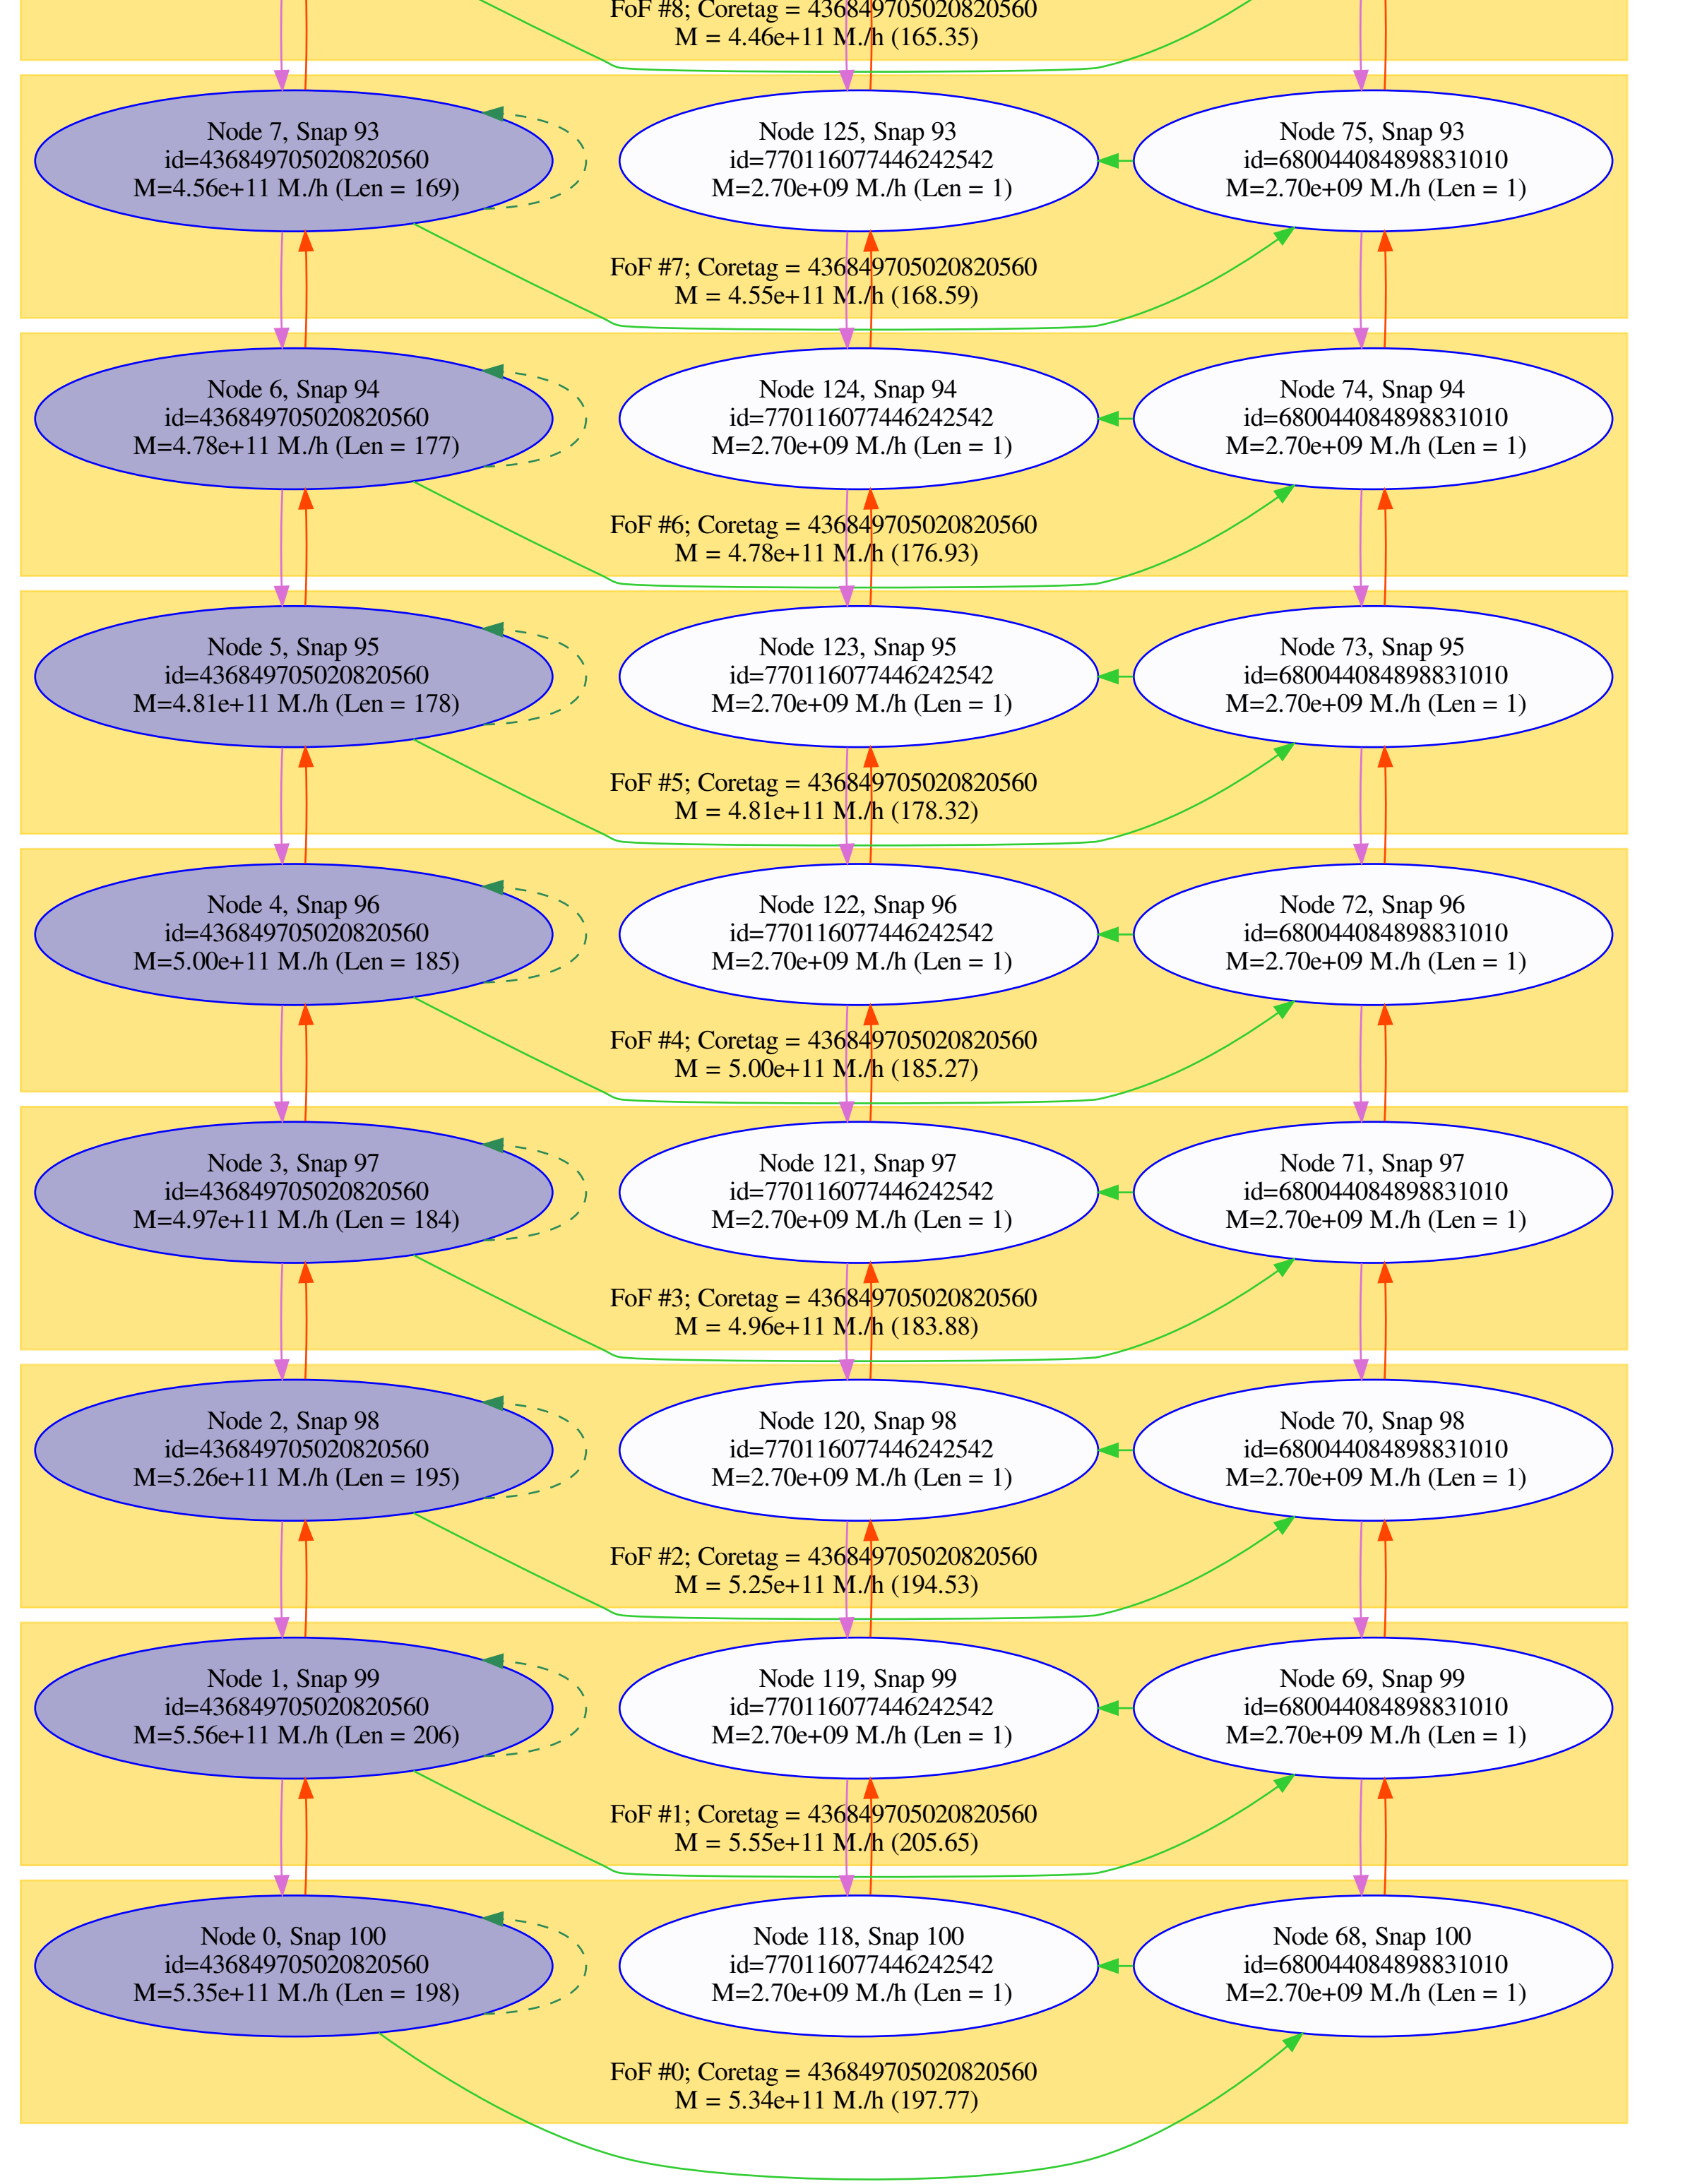 FoF #8; Coretag = 436849705020820560
M = 4.46e+11 M./h (165.35)
Node 7, Snap 93
id=436849705020820560
M=4.56e+11 M./h (Len = 169)
Node 125, Snap 93
id=770116077446242542
M=2.70e+09 M./h (Len = 1)
Node 75, Snap 93
id=680044084898831010
M=2.70e+09 M./h (Len = 1)
FoF #7; Coretag = 436849705020820560
M = 4.55e+11 M./h (168.59)
Node 6, Snap 94
id=436849705020820560
M=4.78e+11 M./h (Len = 177)
Node 124, Snap 94
id=770116077446242542
M=2.70e+09 M./h (Len = 1)
Node 74, Snap 94
id=680044084898831010
M=2.70e+09 M./h (Len = 1)
FoF #6; Coretag = 436849705020820560
M = 4.78e+11 M./h (176.93)
Node 5, Snap 95
id=436849705020820560
M=4.81e+11 M./h (Len = 178)
Node 123, Snap 95
id=770116077446242542
M=2.70e+09 M./h (Len = 1)
Node 73, Snap 95
id=680044084898831010
M=2.70e+09 M./h (Len = 1)
FoF #5; Coretag = 436849705020820560
M = 4.81e+11 M./h (178.32)
Node 4, Snap 96
id=436849705020820560
M=5.00e+11 M./h (Len = 185)
Node 122, Snap 96
id=770116077446242542
M=2.70e+09 M./h (Len = 1)
Node 72, Snap 96
id=680044084898831010
M=2.70e+09 M./h (Len = 1)
FoF #4; Coretag = 436849705020820560
M = 5.00e+11 M./h (185.27)
Node 3, Snap 97
id=436849705020820560
M=4.97e+11 M./h (Len = 184)
Node 121, Snap 97
id=770116077446242542
M=2.70e+09 M./h (Len = 1)
Node 71, Snap 97
id=680044084898831010
M=2.70e+09 M./h (Len = 1)
FoF #3; Coretag = 436849705020820560
M = 4.96e+11 M./h (183.88)
Node 2, Snap 98
id=436849705020820560
M=5.26e+11 M./h (Len = 195)
Node 120, Snap 98
id=770116077446242542
M=2.70e+09 M./h (Len = 1)
Node 70, Snap 98
id=680044084898831010
M=2.70e+09 M./h (Len = 1)
FoF #2; Coretag = 436849705020820560
M = 5.25e+11 M./h (194.53)
Node 1, Snap 99
id=436849705020820560
M=5.56e+11 M./h (Len = 206)
Node 119, Snap 99
id=770116077446242542
M=2.70e+09 M./h (Len = 1)
Node 69, Snap 99
id=680044084898831010
M=2.70e+09 M./h (Len = 1)
FoF #1; Coretag = 436849705020820560
M = 5.55e+11 M./h (205.65)
Node 0, Snap 100
id=436849705020820560
M=5.35e+11 M./h (Len = 198)
Node 118, Snap 100
id=770116077446242542
M=2.70e+09 M./h (Len = 1)
Node 68, Snap 100
id=680044084898831010
M=2.70e+09 M./h (Len = 1)
FoF #0; Coretag = 436849705020820560
M = 5.34e+11 M./h (197.77)